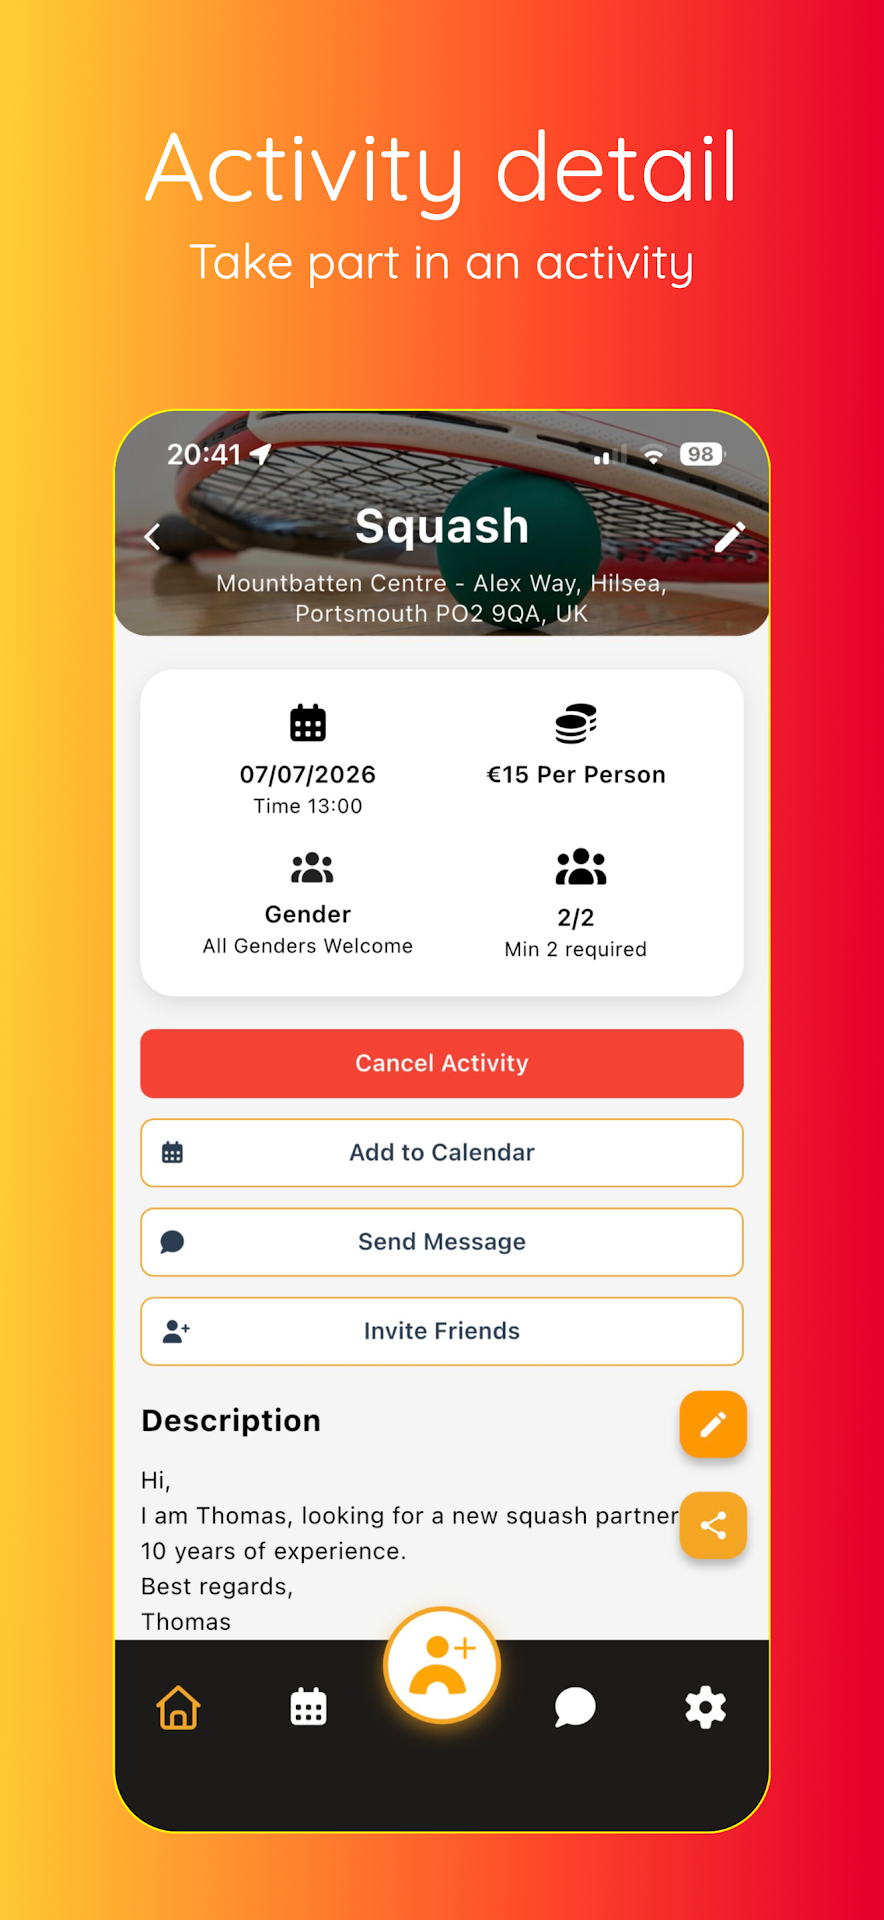 Activity detail
Take part in an activity
20:41
98
Squash
Mountbatten Centre - Alex Way, Hilsea,
Portsmouth PO2 9QA, UK
07/07/2026
Time 13:00
€15 Per Person
Gender
All Genders Welcome
2/2
Min 2 required
Cancel Activity
Add to Calendar
Send Message
Invite Friends
Description
Hi,
I am Thomas, looking for a new squash partner
10 years of experience.
Best regards,
Thomas